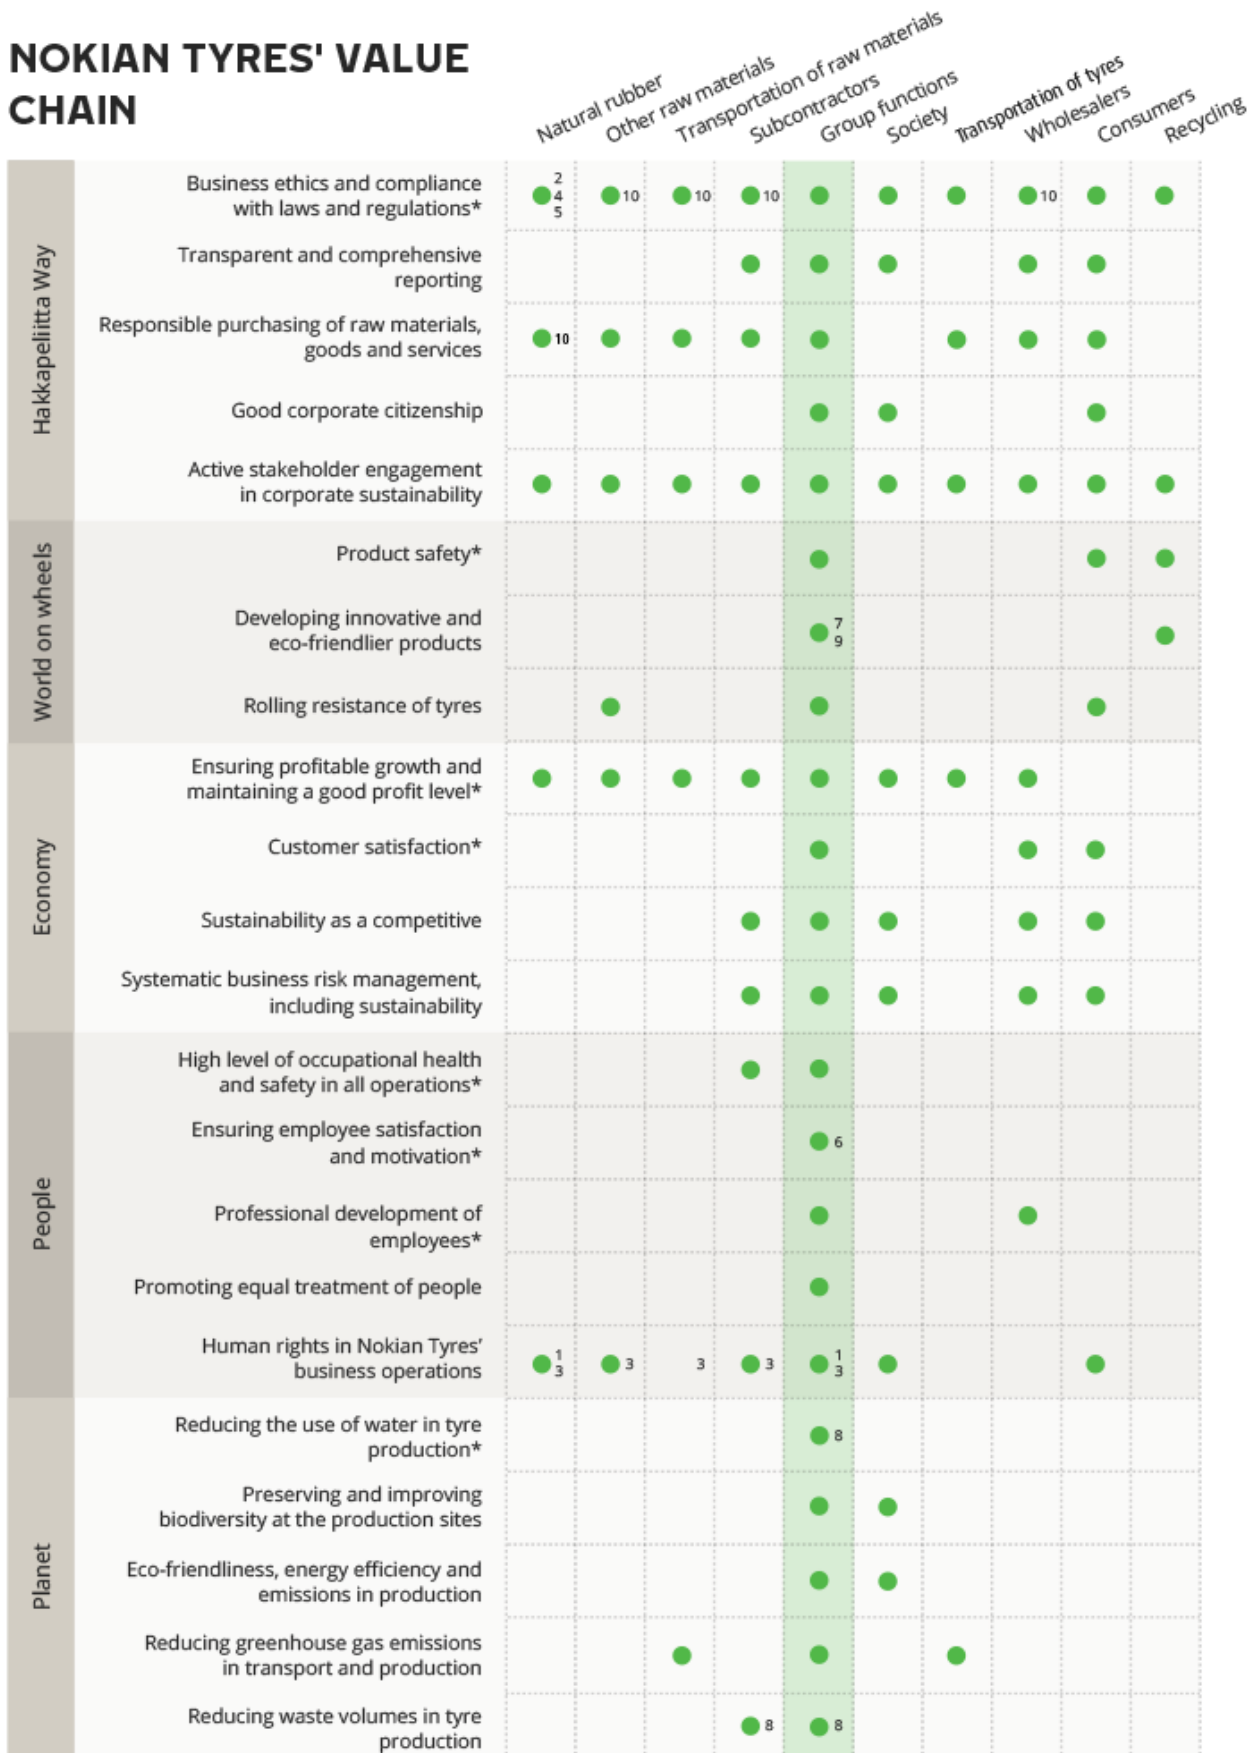 NOKIAN TYRES' VALUE
CHAIN
Natural rubber
Other raw materials
Transportation of raw materials
Subcontractors
Group functions
Society
Transportation of tyres
Wholesalers
Consumers
Recycling
Hakkapeliitta Way
Business ethics and compliance
with laws and regulations*
2
4
5
10
10
10
10
Transparent and comprehensive
reporting
Responsible purchasing of raw materials,
goods and services
10
Good corporate citizenship
Active stakeholder engagement
in corporate sustainability
World on wheels
Product safety*
Developing innovative and
eco-friendlier products
7
9
Rolling resistance of tyres
Economy
Ensuring profitable growth and
maintaining a good profit level*
Customer satisfaction*
Sustainability as a competitive
Systematic business risk management,
including sustainability
People
High level of occupational health
and safety in all operations*
Ensuring employee satisfaction
and motivation*
6
Professional development of
employees*
Promoting equal treatment of people
Human rights in Nokian Tyres'
business operations
1
3
3
3
3
1
3
Planet
Reducing the use of water in tyre
production*
8
Preserving and improving
biodiversity at the production sites
Eco-friendliness, energy efficiency and
emissions in production
Reducing greenhouse gas emissions
in transport and production
Reducing waste volumes in tyre
production
8
8